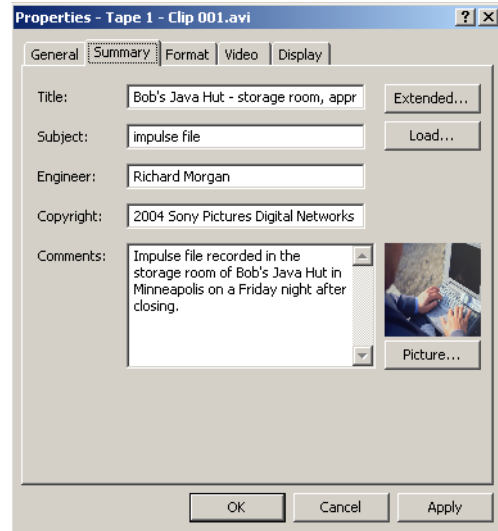 Properties - Tape 1 - Clip 001.avi
? X
General Summary Format Video Display
Title: Bob's Java Hut - storage room, appr Extended...
Subject: impulse file Load...
Engineer: Richard Morgan
Copyright: 2004 Sony Pictures Digital Networks
Comments: Impulse file recorded in the
storage room of Bob's Java Hut in
Minneapolis on a Friday night after
closing.
Picture...
OK Cancel Apply